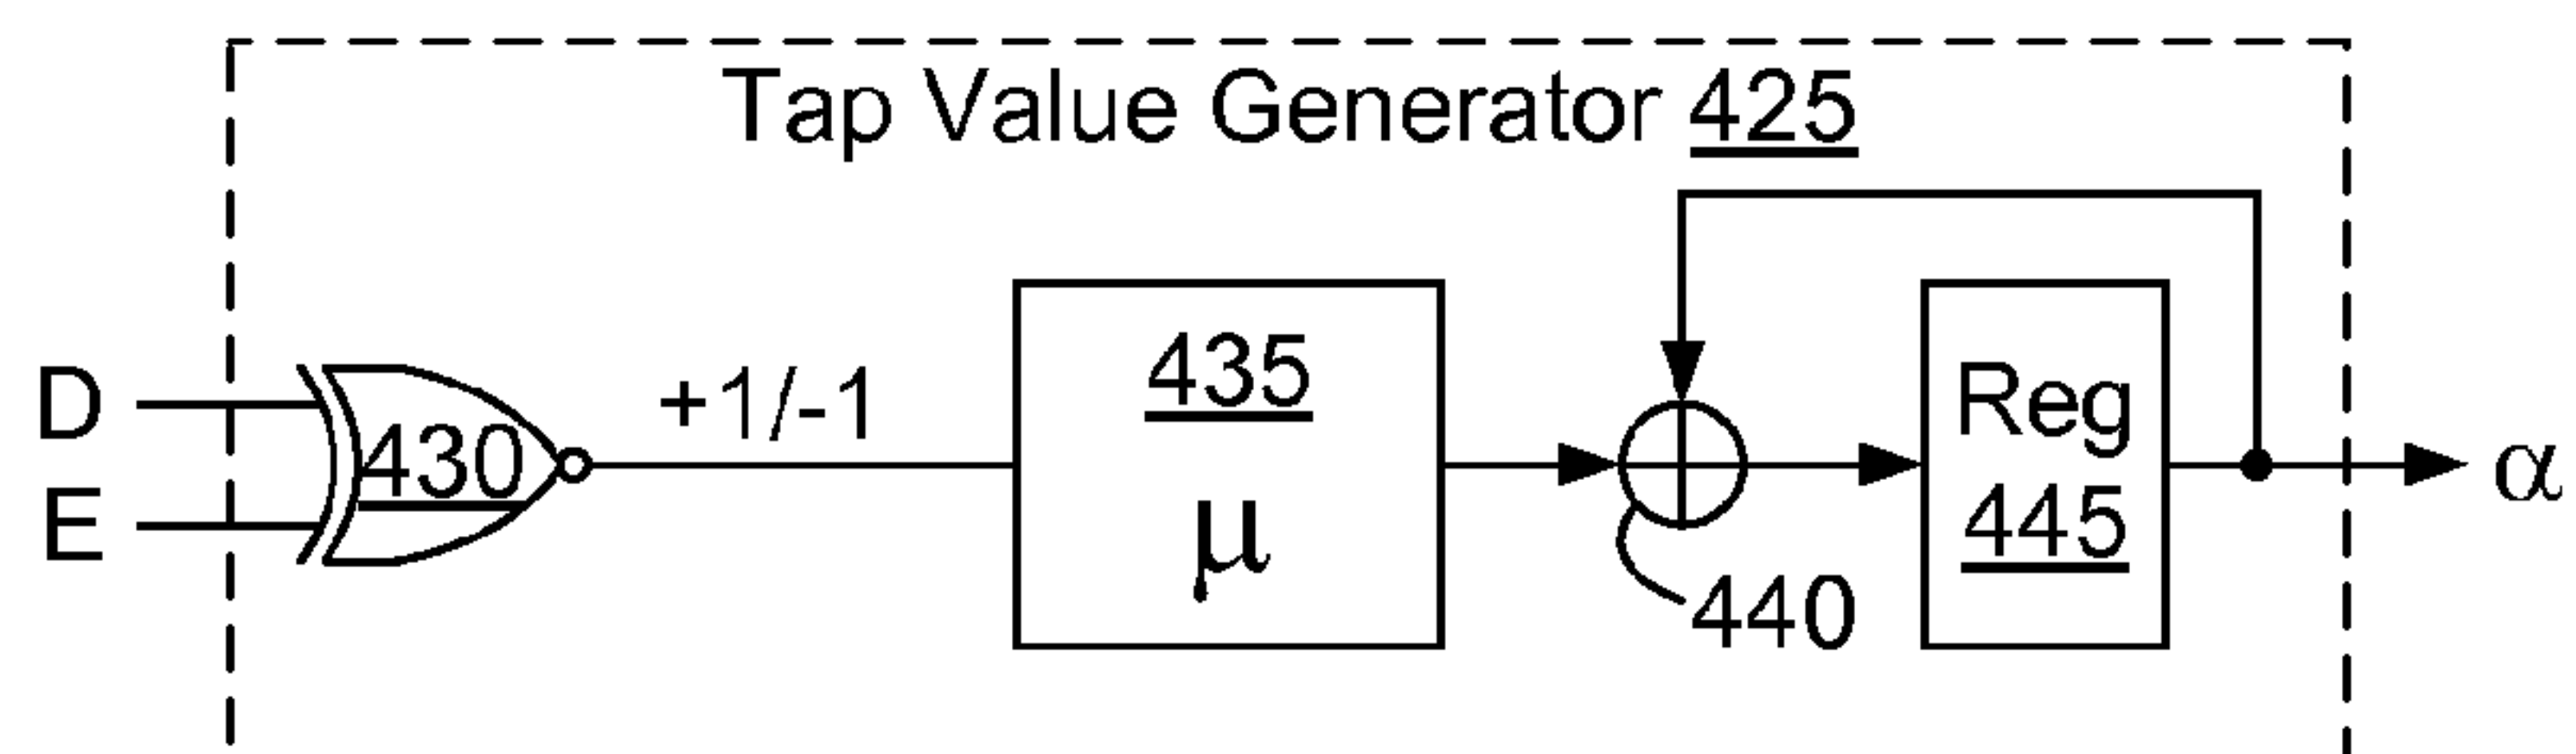 Tap Value Generator 425
D
E
430
+1/-1
435
μ
440
Reg
445
α